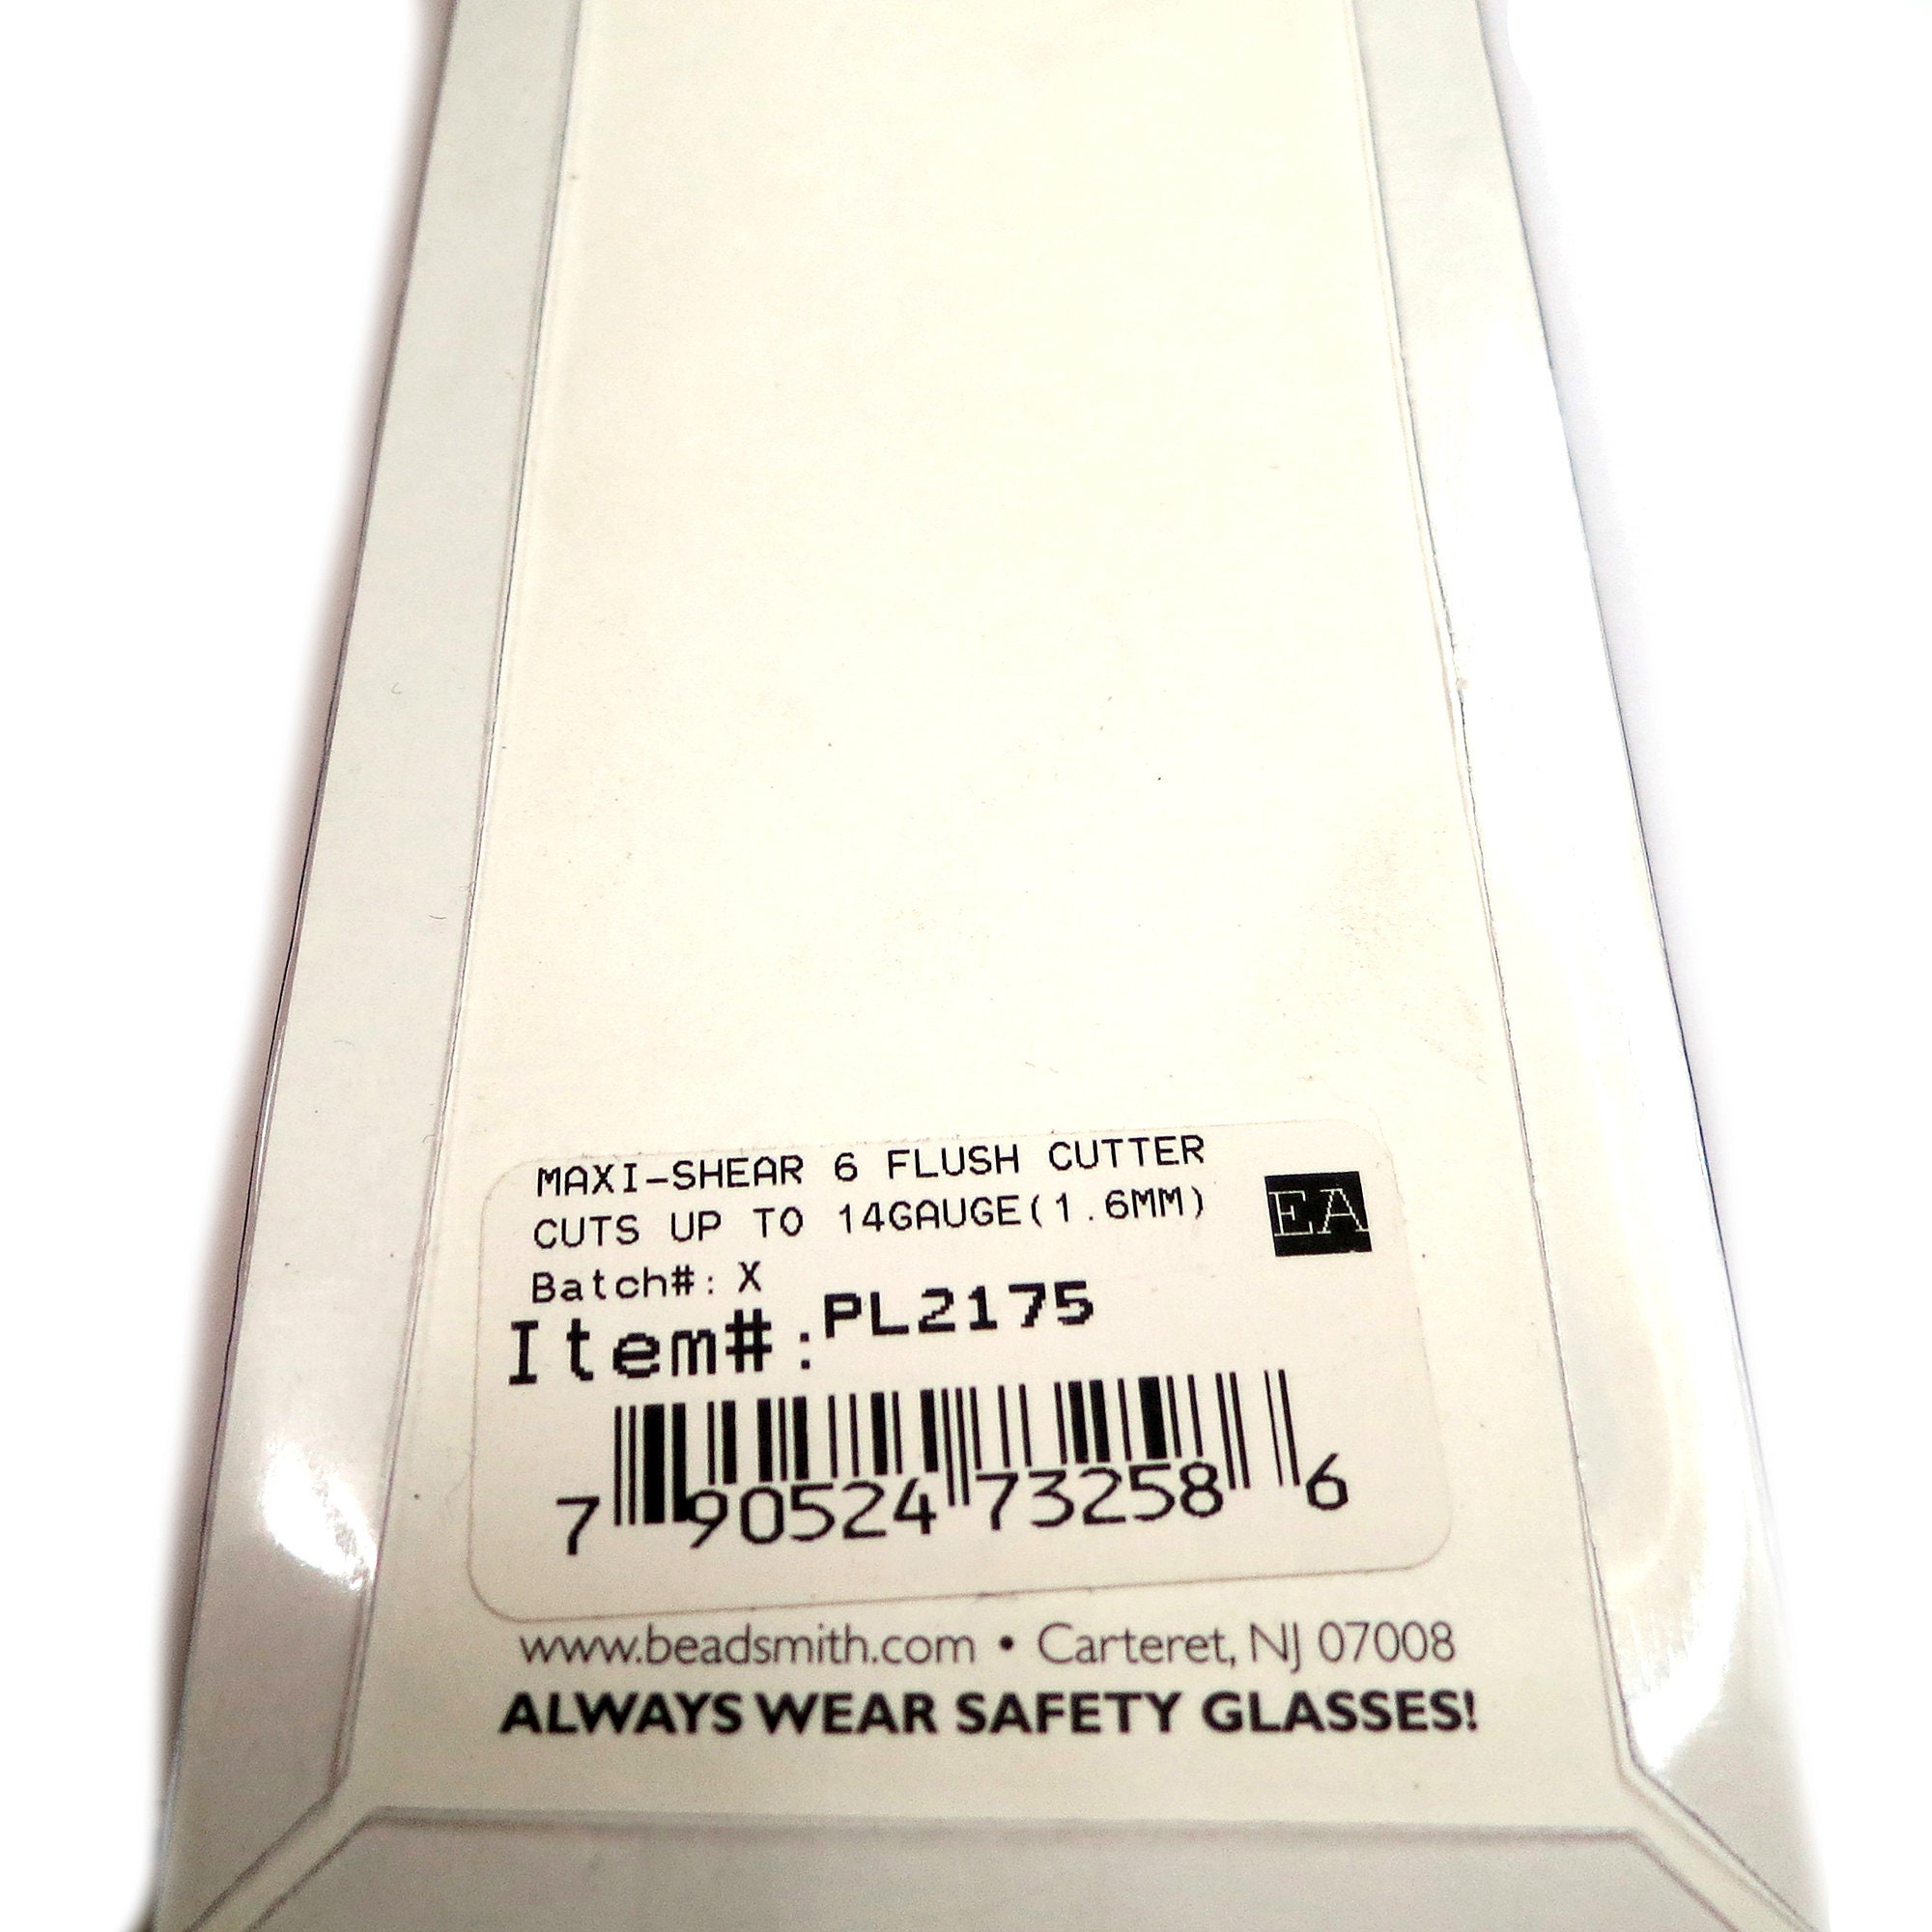 MAXI-SHEAR 6 FLUSH CUTTER
CUTS UP TO 14GAUGE(1.6MM)
EA
Batch#: X
Item#:PL2175
7 90524 73258 6
www.beadsmith.com • Carteret, NJ 07008
ALWAYS WEAR SAFETY GLASSES!